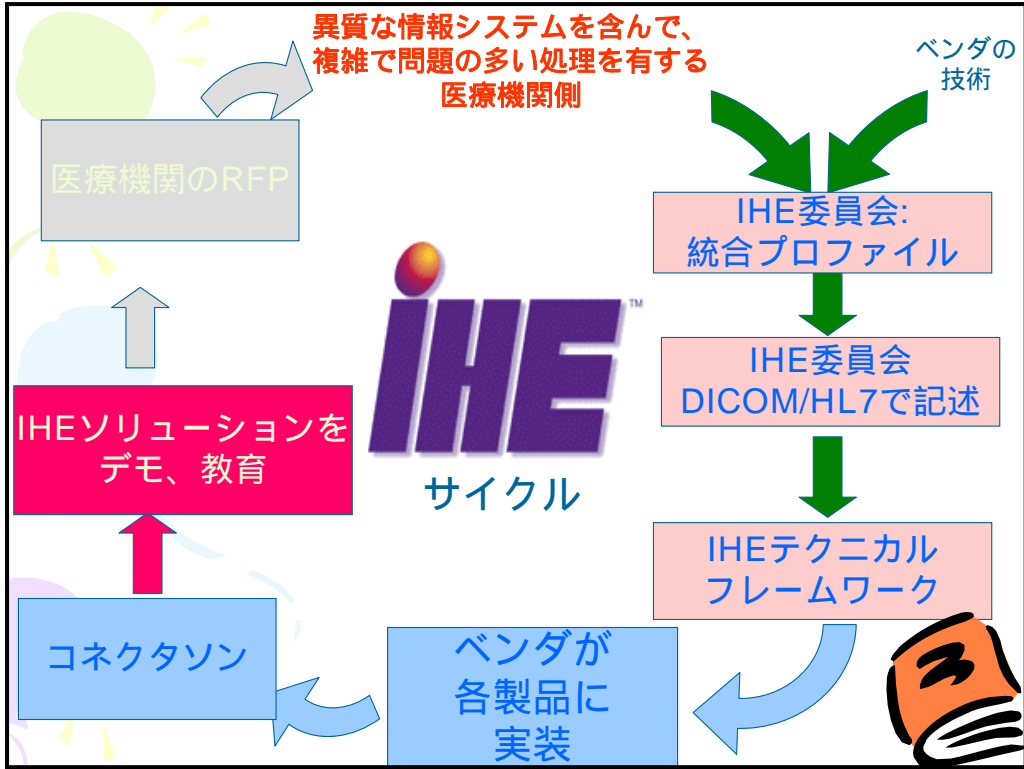 異質な情報システムを含んで、
複雑で問題の多い処理を有する
医療機関側
ベンダの
技術
医療機関のRFP
IHE委員会:
統合プロファイル
IHE™
サイクル
IHE委員会
DICOM/HL7で記述
IHEソリューションを
デモ、教育
IHEテクニカル
フレームワーク
コネクタソン
ベンダが
各製品に
実装